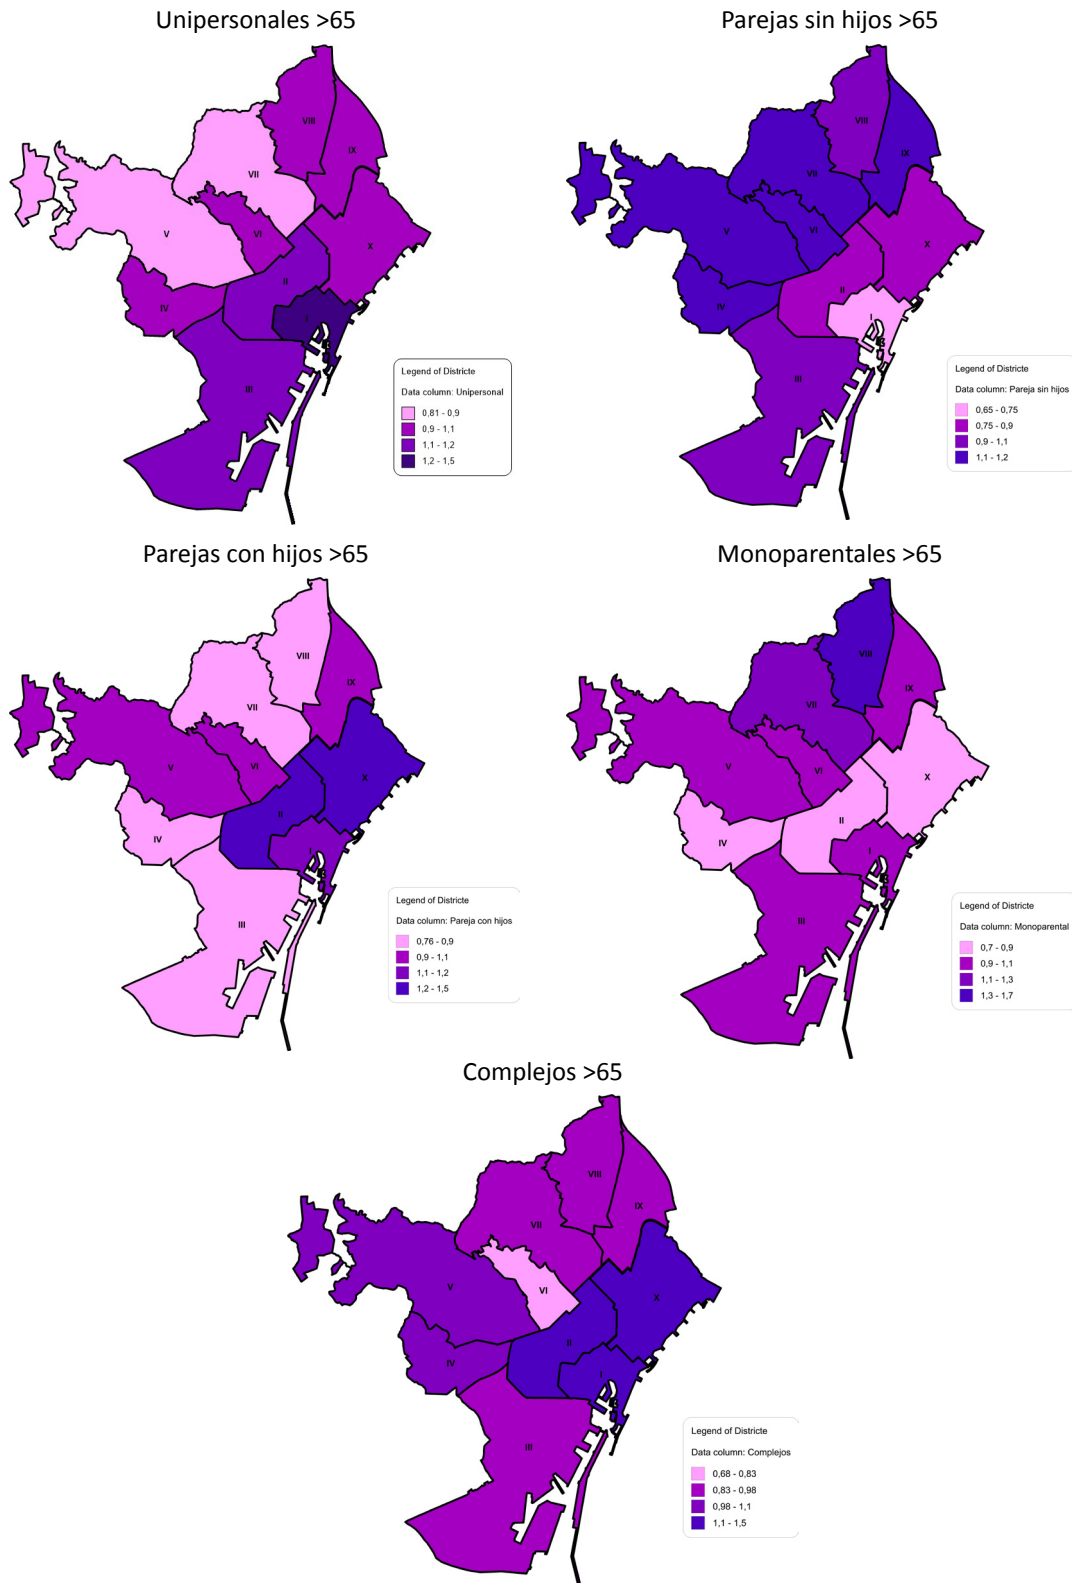 Unipersonales >65
VIII
IX
VII
VI
V
X
II
IV
I
III
Legend of Districte
Data column: Unipersonal
0,81 - 0,9
0,9 - 1,1
1,1 - 1,2
1,2 - 1,5
Parejas sin hijos >65
VIII
IX
VII
VI
V
X
II
IV
I
III
Legend of Districte
Data column: Pareja sin hijos
0,65 - 0,75
0,75 - 0,9
0,9 - 1,1
1,1 - 1,2
Parejas con hijos >65
VIII
IX
VII
V
VI
X
II
IV
I
III
Legend of Districte
Data column: Pareja con hijos
0,76 - 0,9
0,9 - 1,1
1,1 - 1,2
1,2 - 1,5
Monoparentales >65
VIII
IX
VII
V
VI
X
II
IV
I
III
Legend of Districte
Data column: Monoparental
0,7 - 0,9
0,9 - 1,1
1,1 - 1,3
1,3 - 1,7
Complejos >65
VIII
IX
VII
V
VI
X
II
IV
I
III
Legend of Districte
Data column: Complejos
0,68 - 0,83
0,83 - 0,98
0,98 - 1,1
1,1 - 1,5